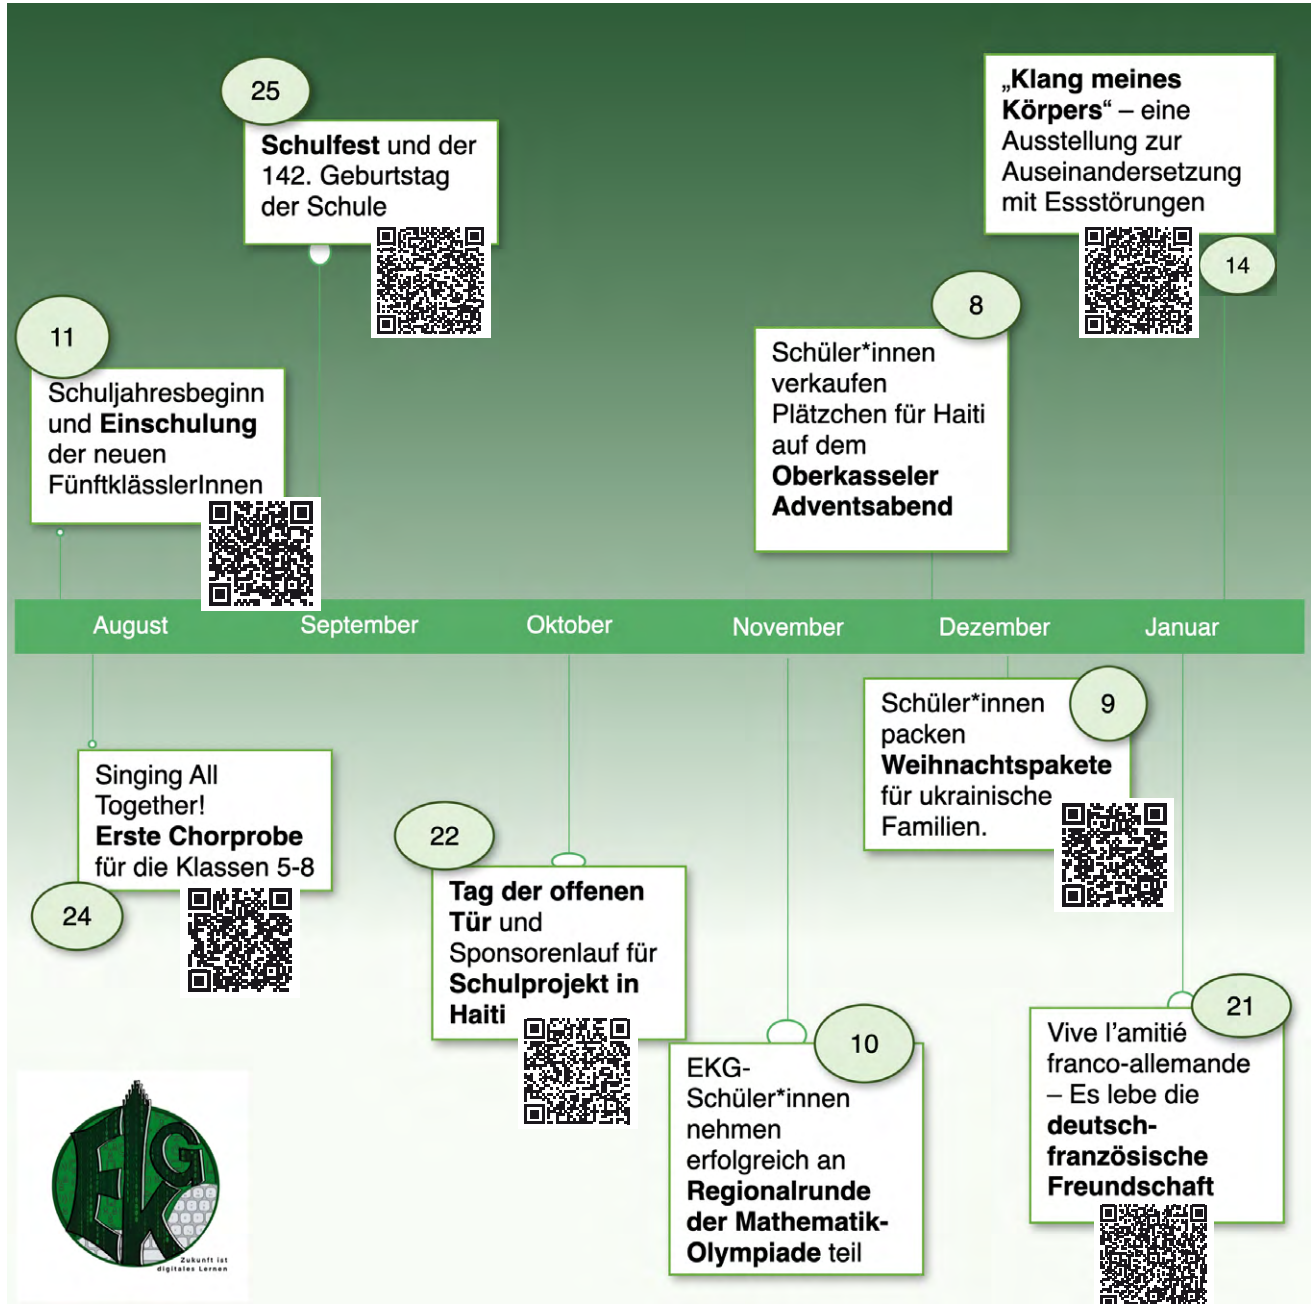 25
Schulfest und der
142. Geburtstag
der Schule
„Klang meines
Körpers“ – eine
Ausstellung zur
Auseinandersetzung
mit Essstörungen
14
11
Schuljahresbeginn
und Einschulung
der neuen
FünftklässlerInnen
8
Schüler*innen
verkaufen
Plätzchen für Haiti
auf dem
Oberkasseler
Adventsabend
August
September
Oktober
November
Dezember
Januar
Singing All
Together!
Erste Chorprobe
für die Klassen 5-8
24
22
Tag der offenen
Tür und
Sponsorenlauf für
Schulprojekt in
Haiti
10
EKG-
Schüler*innen
nehmen
erfolgreich an
Regionalrunde
der Mathematik-
Olympiade teil
9
Schüler*innen
packen
Weihnachtspakete
für ukrainische
Familien.
21
Vive l’amitié
franco-allemande
– Es lebe die
deutsch-
französische
Freundschaft
EKG
Zukunft ist
digitales Lernen